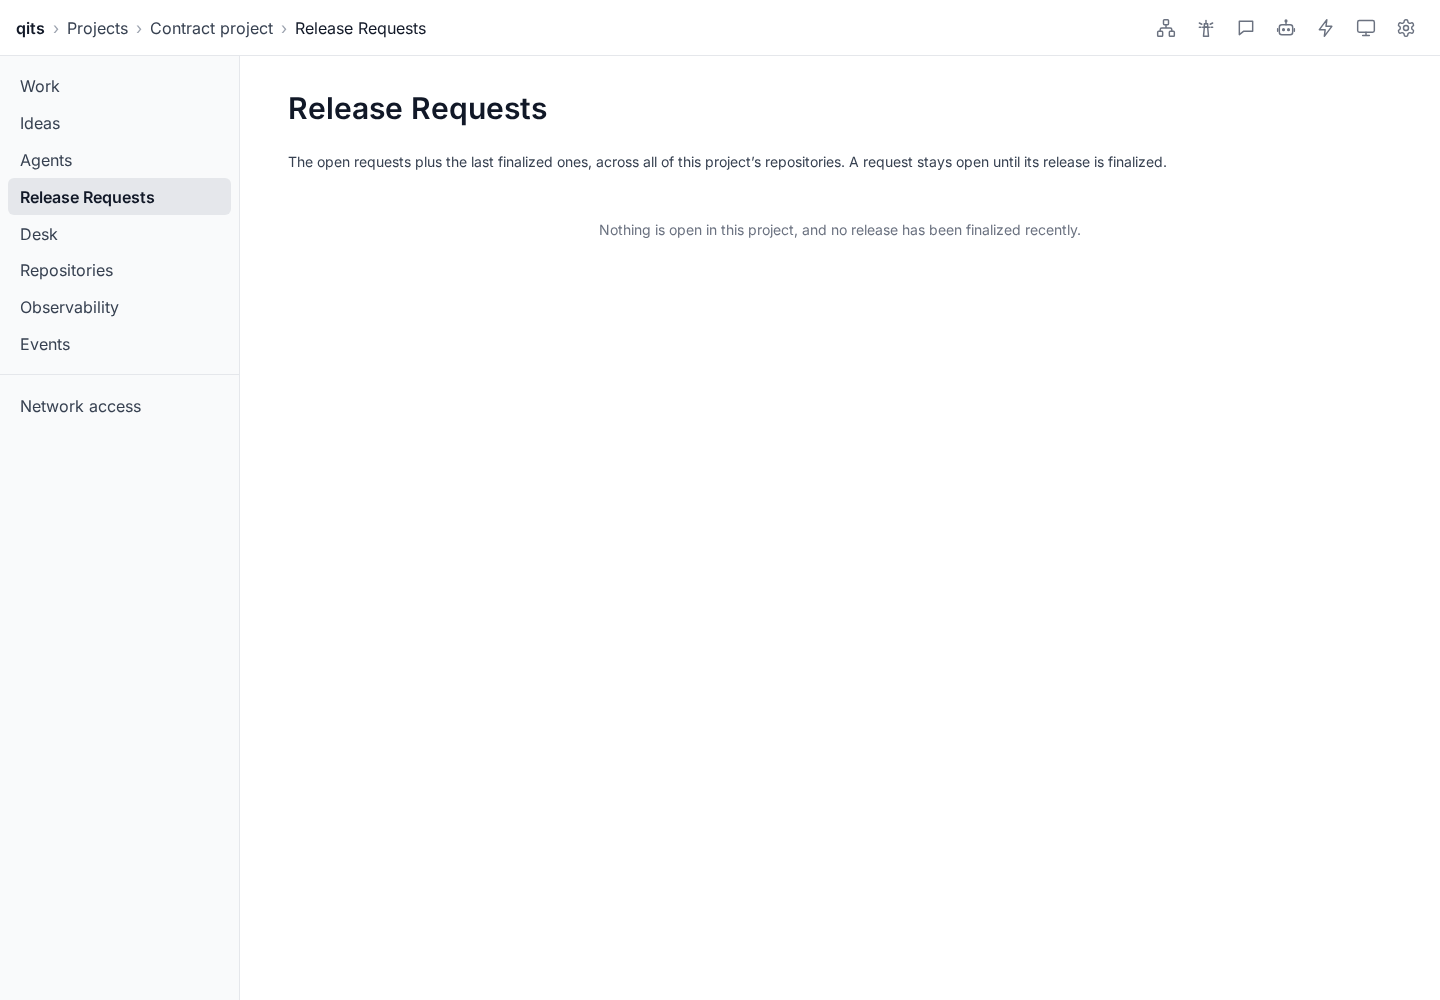 qits › Projects › Contract project › Release Requests
Work
Ideas
Agents
Release Requests
Desk
Repositories
Observability
Events
Network access
Release Requests
The open requests plus the last finalized ones, across all of this project’s repositories. A request stays open until its release is finalized.
Nothing is open in this project, and no release has been finalized recently.